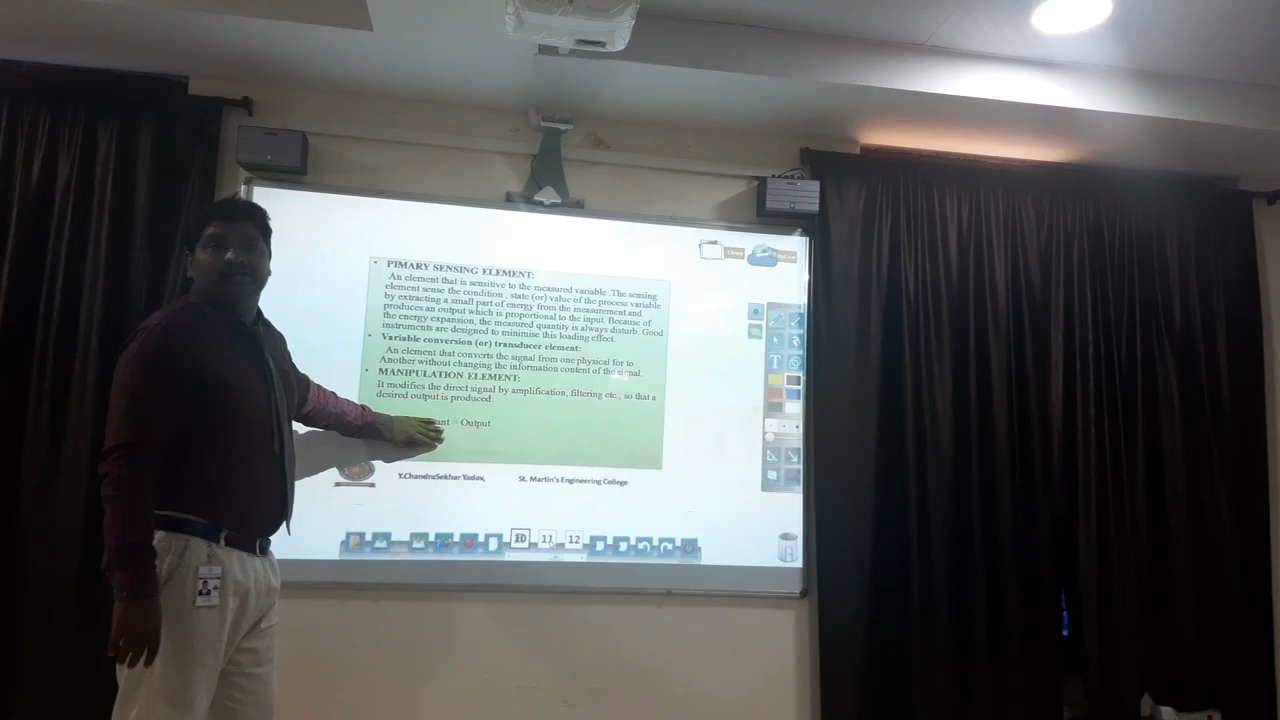 Library
• PIMARY SENSING ELEMENT:
An element that is sensitive to the measured variable .The sensing
element sense the condition , state (or) value of the process variable
by extracting a small part of energy from the measurement and
produces an output which is proportional to the input. Because of
the energy expansion, the measured quantity is always disturb. Good
instruments are designed to minimise this loading effect.
• Variable conversion (or) transducer element:
An element that converts the signal from one physical for to
Another without changing the information content of the signal.
• MANIPULATION ELEMENT:
It modifies the direct signal by amplification, filtering etc., so that a
desired output is produced.
= Output
Y.ChandraSekhar Yadav, St. Martin's Engineering College
T
10 11 12